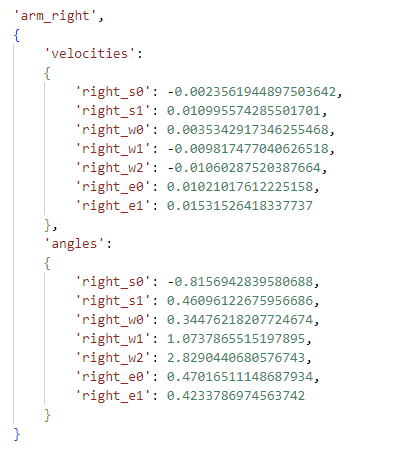 'arm_right',
{
'velocities':
{
'right_s0': -0.0023561944897503642,
'right_s1': 0.010995574285501701,
'right_w0': 0.0035342917346255468,
'right_w1': -0.009817477040626518,
'right_w2': -0.01060287520387664,
'right_e0': 0.01021017612225158,
'right_e1': 0.01531526418337737
},
'angles':
{
'right_s0': -0.8156942839580688,
'right_s1': 0.46096122675956686,
'right_w0': 0.34476218207724674,
'right_w1': 1.0737865515197895,
'right_w2': 2.8290440680576743,
'right_e0': 0.47016511148687934,
'right_e1': 0.4233786974563742
}
}